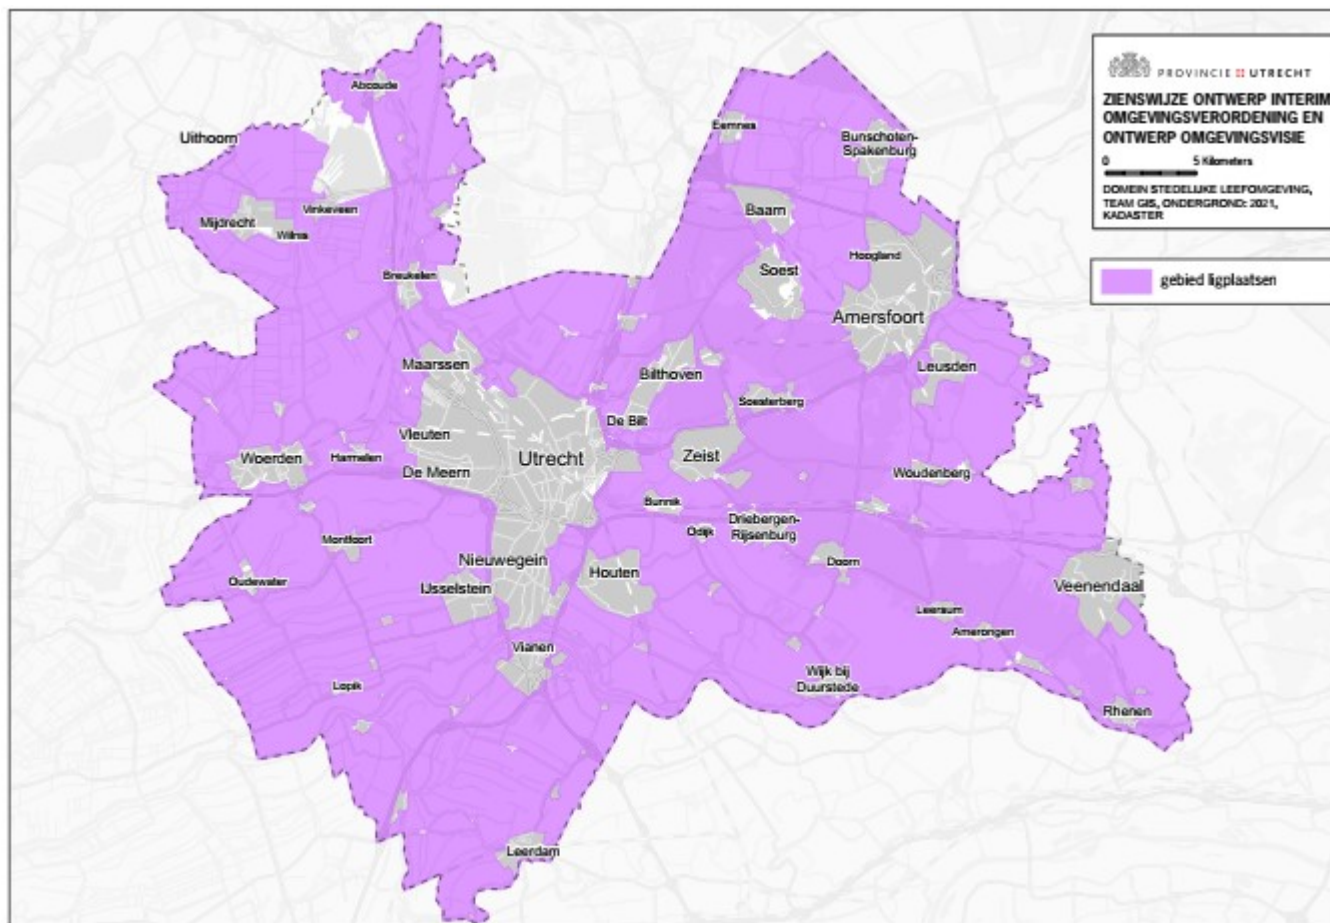 PROVINCIE UTRECHT
ZIENSWIJZE ONTWERP INTERIM
OMGEVINGSVERORDENING EN
ONTWERP OMGEVINGSVISIE
0 5 Kilometers
DOMEIN STEDELIJKE LEEFOMGEVING,
TEAM GIS, ONDERGROND: 2021,
KADASTER
gebied ligplaatsen
Abcoude
Uithoorn
Eemnes
Bunschoten-
Spakenburg
Mijdrecht
Vinkeveen
Wilnis
Baarn
Breukelen
Soest
Hoogland
Amersfoort
Maarssen
Bilthoven
Leusden
Soesterberg
De Bilt
Vleuten
Woerden
Harmelen
De Meern
Utrecht
Zeist
Woudenberg
Bunnik
Odijk
Driebergen-
Rijsenburg
Montfoort
Nieuwegein
Doorn
Oudewater
IJsselstein
Houten
Veenendaal
Leersum
Amerongen
Vianen
Lopik
Wijk bij
Duurstede
Rhenen
Leerdam